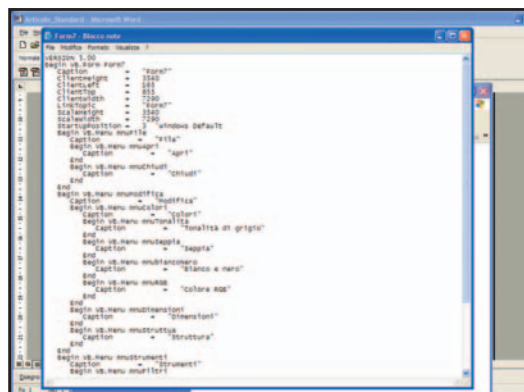 Articolo_Standard - Microsoft Word
Form7 - Blocco note
File Modifica Formato Visualizza ?
Normale
VERSION 5.00
Begin VB.Form Form7
Caption = "Form7"
ClientHeight = 3540
ClientLeft = 165
ClientTop = 855
ClientWidth = 7290
LinkTopic = "Form7"
ScaleHeight = 3540
ScaleWidth = 7290
StartUpPosition = 3 'Windows Default
Begin VB.Menu mnuFile
Caption = "File"
Begin VB.Menu mnuApri
Caption = "Apri"
End
Begin VB.Menu mnuChiudi
Caption = "Chiudi"
End
End
Begin VB.Menu mnuModifica
Caption = "Modifica"
Begin VB.Menu mnuColori
Caption = "Colori"
Begin VB.Menu mnuTonalita
Caption = "Tonalità di grigio"
End
Begin VB.Menu mnuSeppia
Caption = "Seppia"
End
Begin VB.Menu mnubianconero
Caption = "Bianco e nero"
End
Begin VB.Menu mnuRGB
Caption = "Colore RGB"
End
End
Begin VB.Menu mnuDimensioni
Caption = "Dimensioni"
End
Begin VB.Menu mnuStruttua
Caption = "Struttura"
End
End
Begin VB.Menu mnuStrumenti
Caption = "Strumenti"
Begin VB.Menu mnuFiltri
Disegno